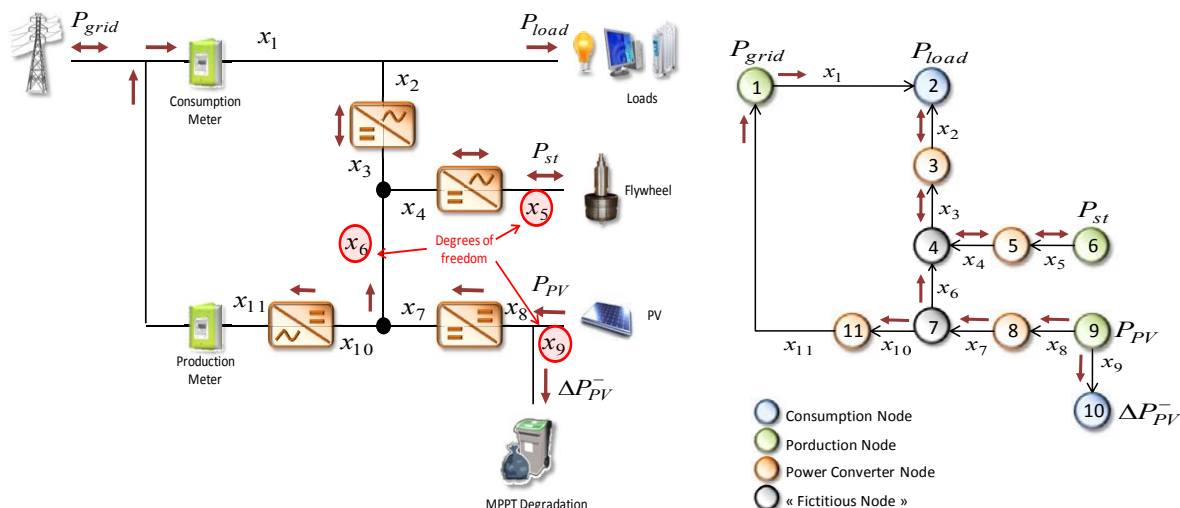 P_grid
x_1
P_load
Consumption
Meter
Loads
x_2
x_3
x_4
P_st
x_5
Flywheel
x_6
Degrees of
freedom
x_11
x_10
x_7
x_8
P_PV
x_9
PV
Production
Meter
ΔP_PV^-
MPPT Degradation
P_grid
P_load
1
x_1
2
x_2
3
x_3
P_st
4
x_4
5
x_5
6
x_6
11
x_10
7
x_7
8
x_8
9
P_PV
x_11
x_9
10
ΔP_PV^-
Consumption Node
Porduction Node
Power Converter Node
« Fictitious Node »